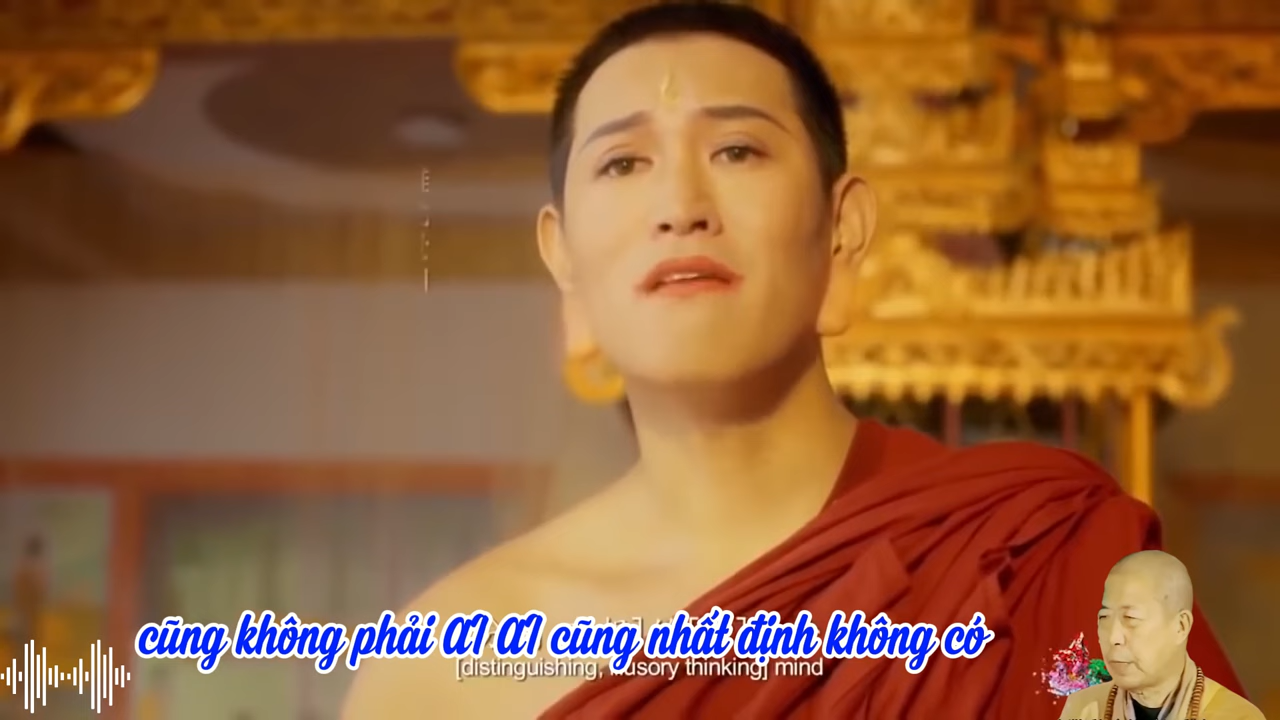 cũng không phải AI AI cũng nhất định không có
[distinguishing, illusory thinking] mind